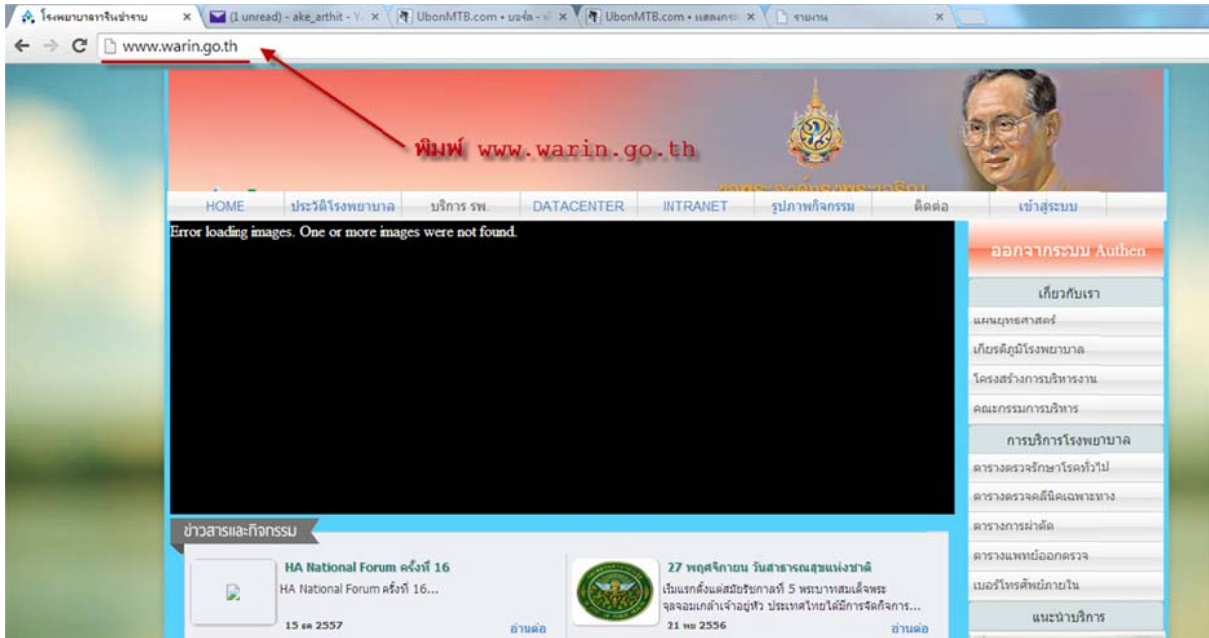 โรงพยาบาลวารินชำราบ
(1 unread) - ake_arthit - Y
UbonMTB.com • บอร์ด -
UbonMTB.com • แสดงกระ
รายงาน
www.warin.go.th
พิมพ์ www.warin.go.th
HOME ประวัติโรงพยาบาล บริการ รพ. DATACENTER INTRANET รูปภาพกิจกรรม ติดต่อ เข้าสู่ระบบ
Error loading images. One or more images were not found.
ออกจากระบบ Authen
เกี่ยวกับเรา
แผนยุทธศาสตร์
เกียรติภูมิโรงพยาบาล
โครงสร้างการบริหารงาน
คณะกรรมการบริหาร
การบริการโรงพยาบาล
ตารางตรวจรักษาโรคทั่วไป
ตารางตรวจคลีนิคเฉพาะทาง
ตารางการผ่าตัด
ตารางแพทย์ออกตรวจ
เบอร์โทรศัพย์ภายใน
แนะนำบริการ
ข่าวสารและกิจกรรม
HA National Forum ครั้งที่ 16
HA National Forum ครั้งที่ 16...
15 ธค 2557 อ่านต่อ
27 พฤศจิกายน วันสาธารณสุขแห่งชาติ
เริ่มแรกตั้งแต่สมัยรัชกาลที่ 5 พระบาทสมเด็จพระ
จุลจอมเกล้าเจ้าอยู่หัว ประเทศไทยได้มีการจัดกิจการ...
21 พย 2556 อ่านต่อ